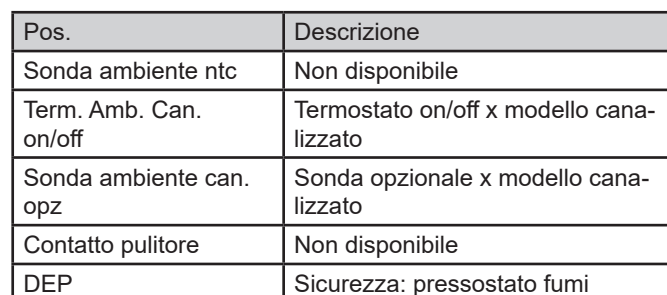 Pos. Descrizione
Sonda ambiente ntc Non disponibile
Term. Amb. Can. Termostato on/off x modello cana-
on/off lizzato
Sonda ambiente can. Sonda opzionale x modello cana-
opz lizzato
Contatto pulitore Non disponibile
DEP Sicurezza: pressostato fumi